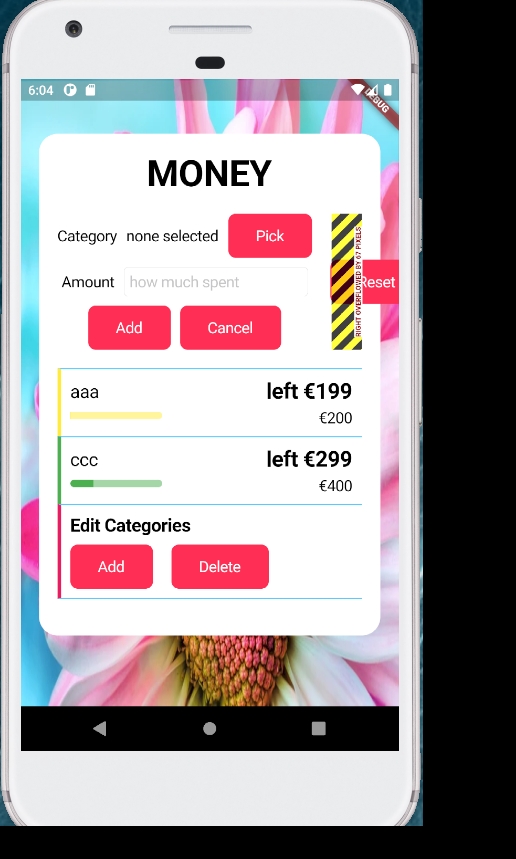 6:04
DEBUG
MONEY
Category none selected Pick
RIGHT OVERFLOWED BY 67 PIXELS
Amount how much spent Reset
Add Cancel
aaa left €199
€200
ccc left €299
€400
Edit Categories
Add Delete